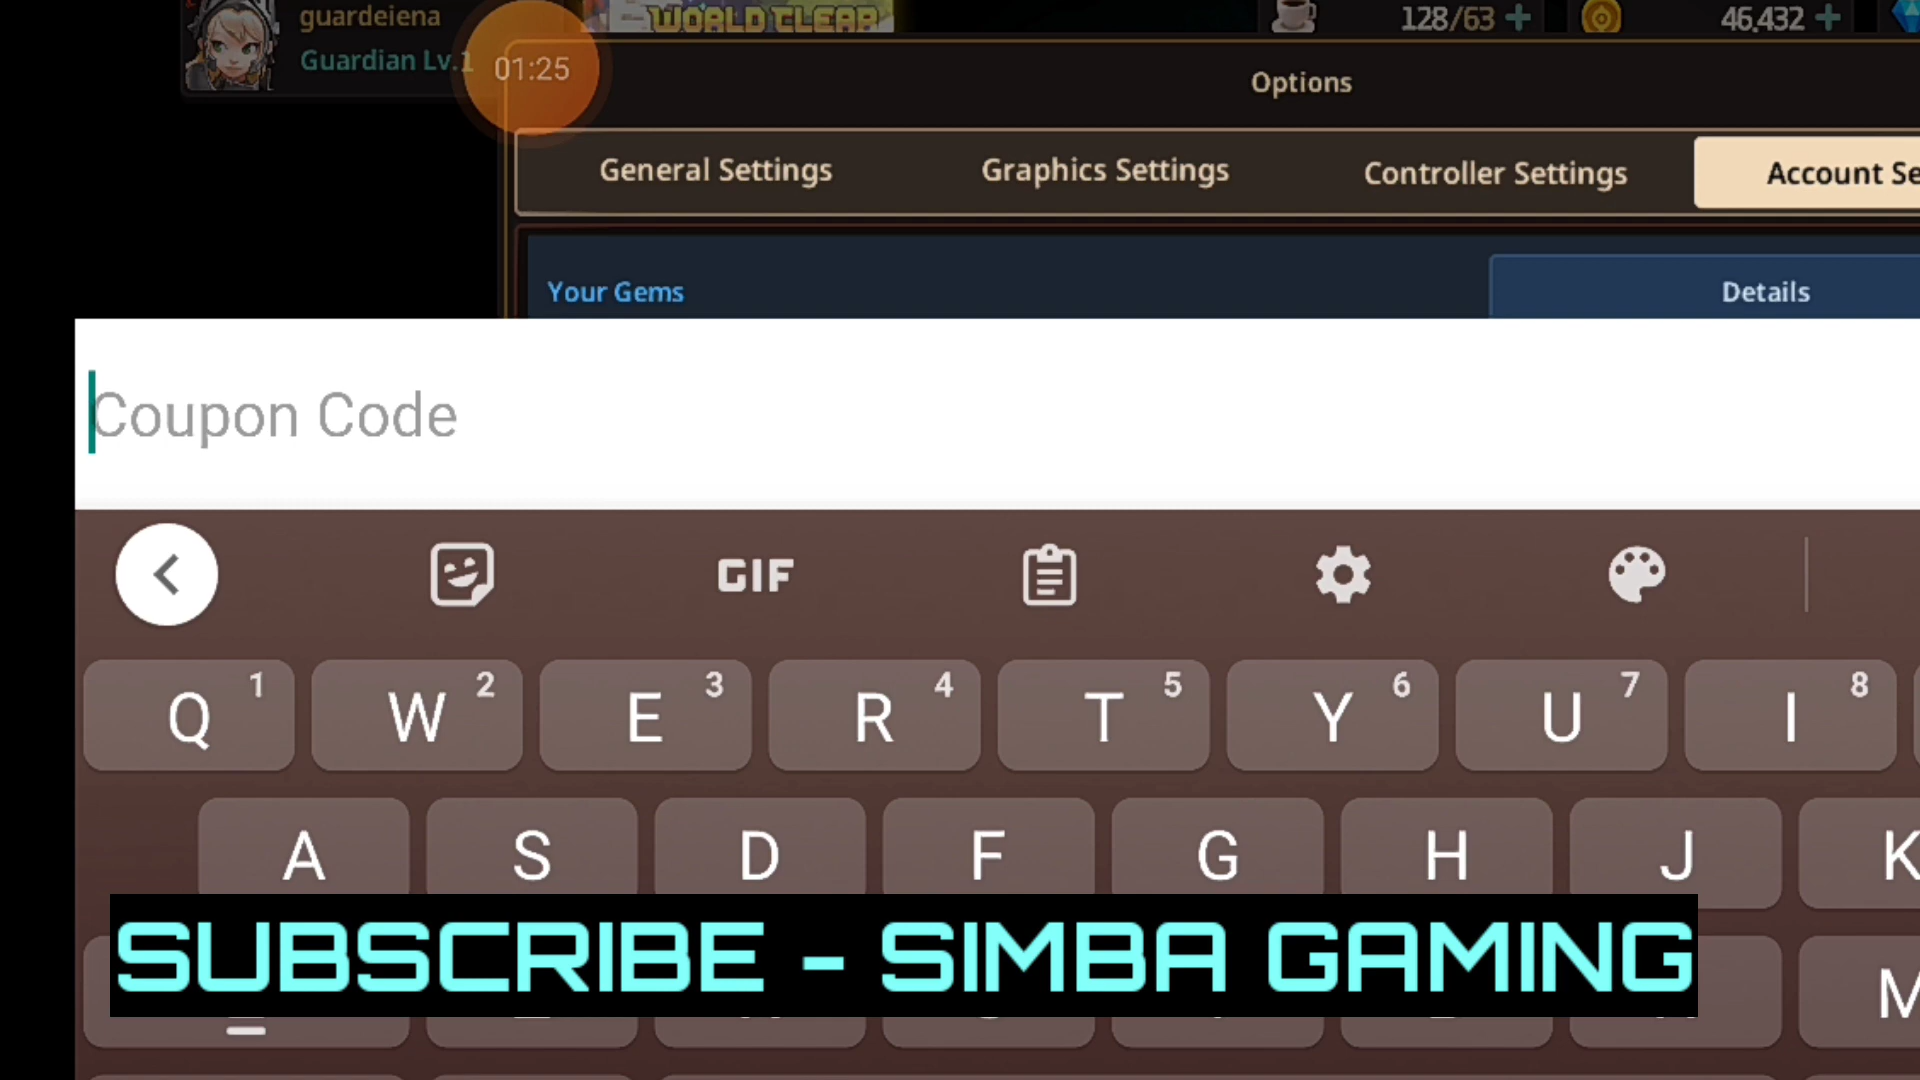 guardeiena
WORLD CLEAR
128/63
46,432
Guardian Lv.1
01:25
Options
General Settings
Graphics Settings
Controller Settings
Account Se
Your Gems
Details
Coupon Code
GIF
Q 1 W 2 E 3 R 4 T 5 Y 6 U 7 I 8
A S D F G H J K
SUBSCRIBE - SIMBA GAMING
M